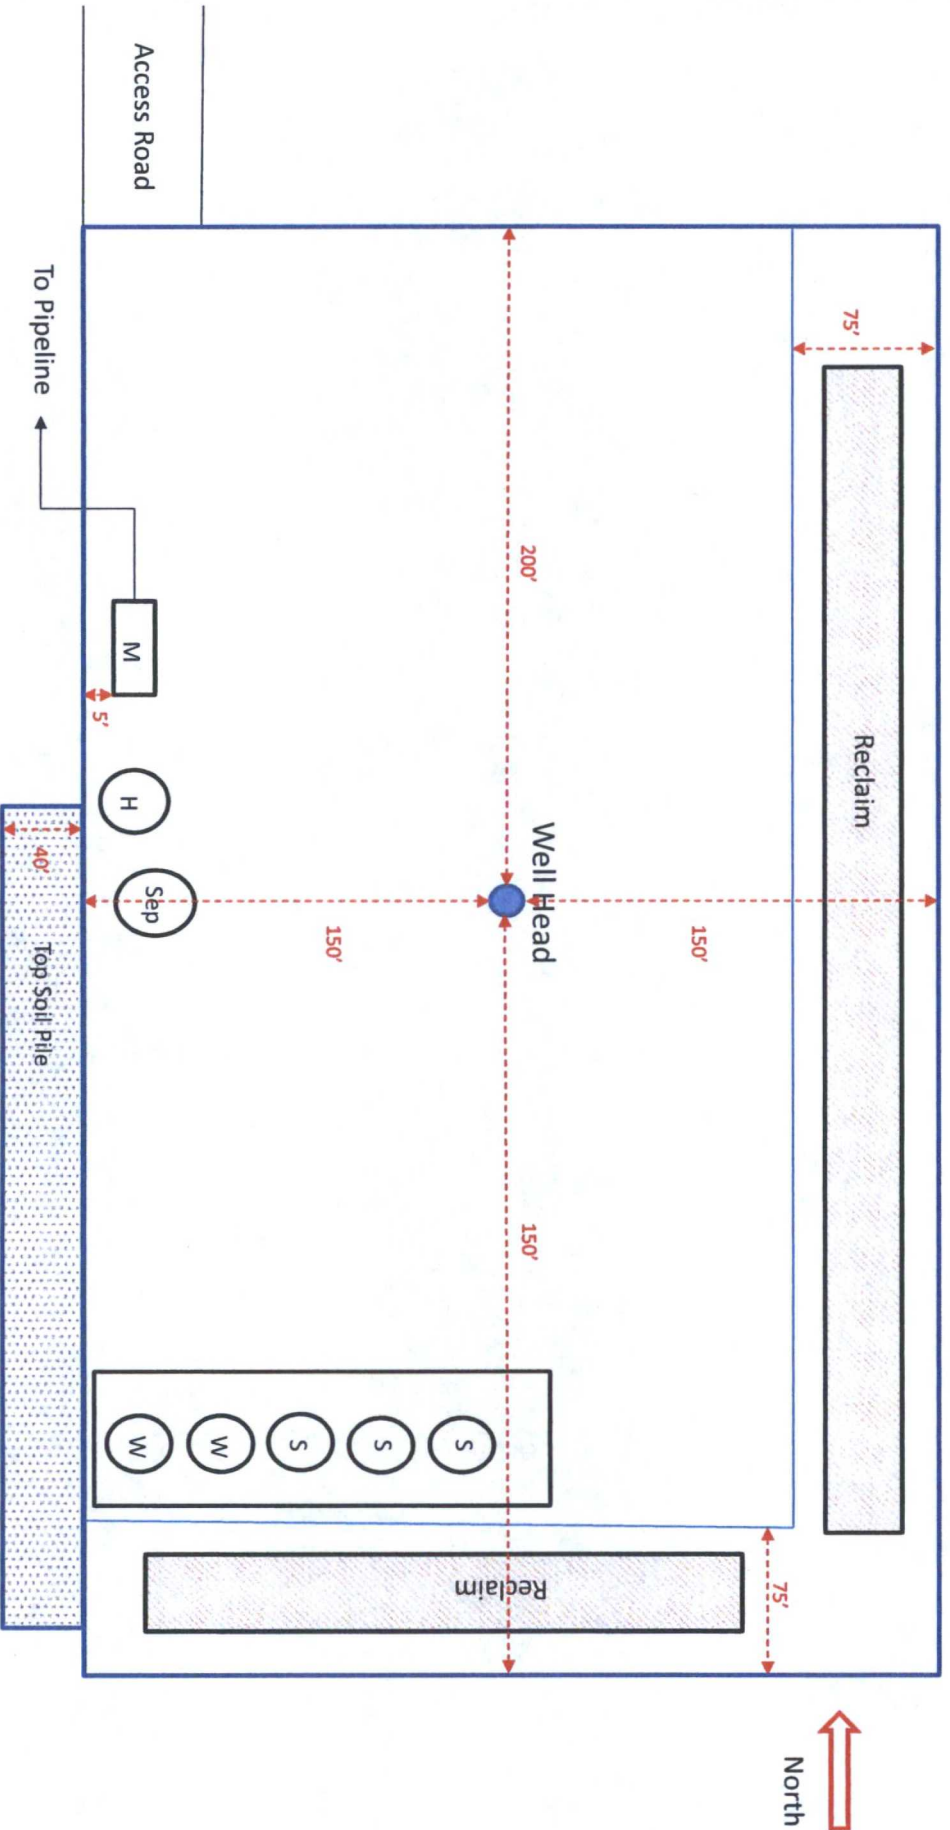 North
75'
Reclaim
Well Head
200'
150'
150'
150'
75'
Reclaim
S
S
S
W
W
Access Road
To Pipeline
M
5'
H
Sep
40'
Top Soil Pile